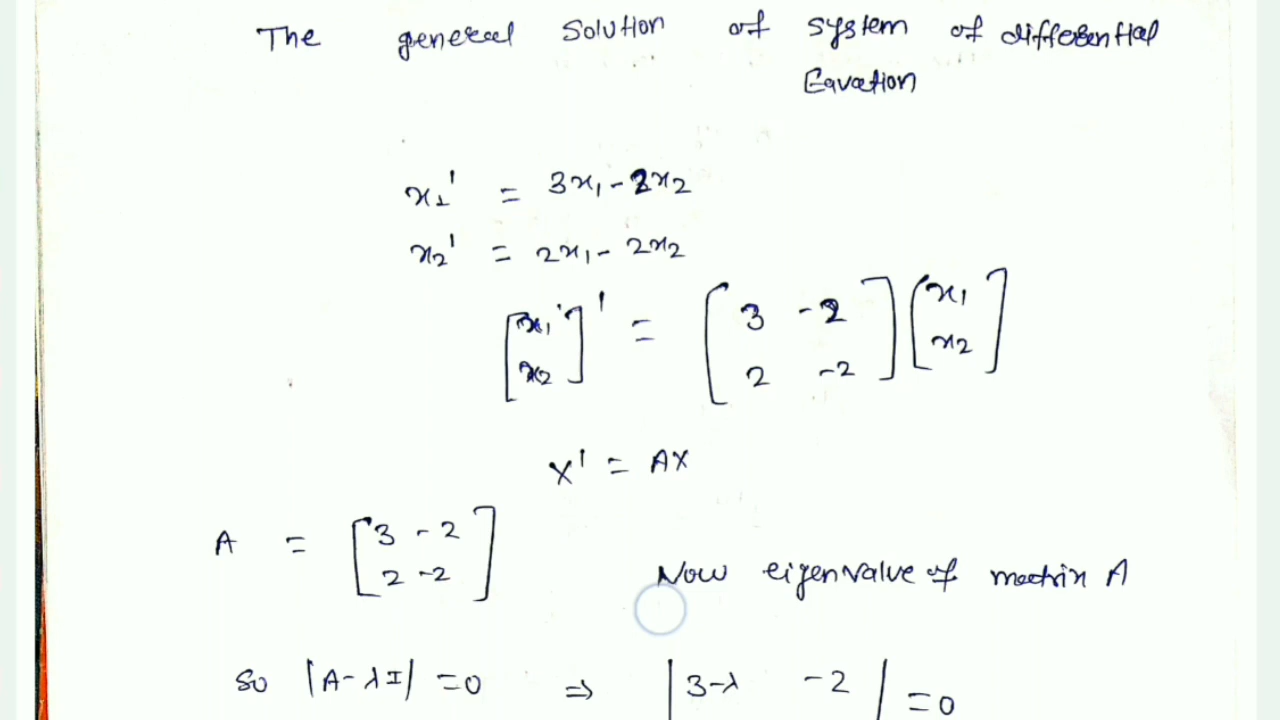 The general solution of system of differential
Equation
x₁' = 3x₁ - 2x₂
x₂' = 2x₁ - 2x₂
[x₁ x₂]' = [3 -2 2 -2] [x₁ x₂]
X' = AX
A = [3 -2 2 -2]
Now eigenvalue of matrix A
So |A-λI| = 0 ⇒ |3-λ -2| = 0